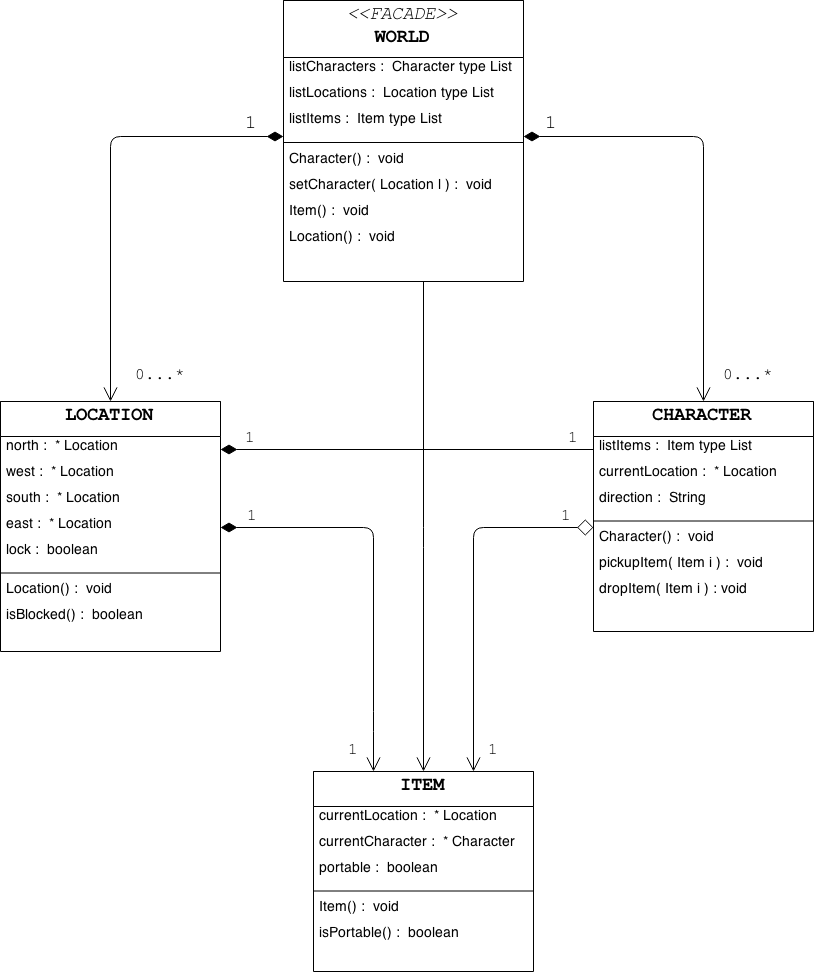 <<FACADE>>
WORLD
listCharacters :  Character type List
listLocations :  Location type List
listItems :  Item type List
1
1
Character() :  void
setCharacter( Location l ) :  void
Item() :  void
Location() :  void
0...*
0...*
LOCATION
north :  * Location
west :  * Location
south :  * Location
east :  * Location
lock :  boolean
Location() :  void
isBlocked() :  boolean
1
1
1
1
CHARACTER
listItems :  Item type List
currentLocation :  * Location
direction :  String
Character() :  void
pickupItem( Item i ) :  void
dropItem( Item i ) : void
1
1
ITEM
currentLocation :  * Location
currentCharacter :  * Character
portable :  boolean
Item() :  void
isPortable() :  boolean